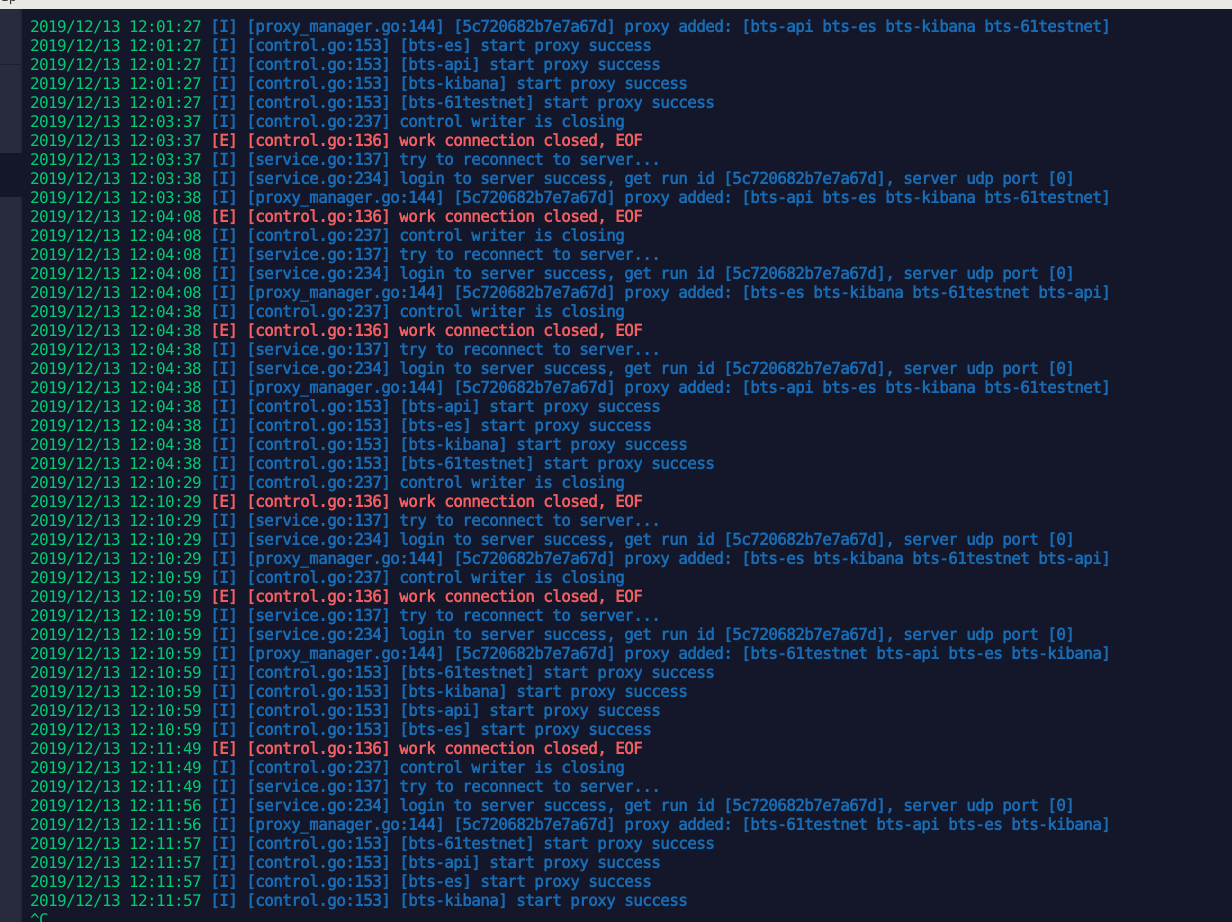 2019/12/13 12:01:27 [I] [proxy_manager.go:144] [5c720682b7e7a67d] proxy added: [bts-api bts-es bts-kibana bts-61testnet]
2019/12/13 12:01:27 [I] [control.go:153] [bts-es] start proxy success
2019/12/13 12:01:27 [I] [control.go:153] [bts-api] start proxy success
2019/12/13 12:01:27 [I] [control.go:153] [bts-kibana] start proxy success
2019/12/13 12:01:27 [I] [control.go:153] [bts-61testnet] start proxy success
2019/12/13 12:03:37 [I] [control.go:237] control writer is closing
2019/12/13 12:03:37 [E] [control.go:136] work connection closed, EOF
2019/12/13 12:03:37 [I] [service.go:137] try to reconnect to server...
2019/12/13 12:03:38 [I] [service.go:234] login to server success, get run id [5c720682b7e7a67d], server udp port [0]
2019/12/13 12:03:38 [I] [proxy_manager.go:144] [5c720682b7e7a67d] proxy added: [bts-api bts-es bts-kibana bts-61testnet]
2019/12/13 12:04:08 [E] [control.go:136] work connection closed, EOF
2019/12/13 12:04:08 [I] [control.go:237] control writer is closing
2019/12/13 12:04:08 [I] [service.go:137] try to reconnect to server...
2019/12/13 12:04:08 [I] [service.go:234] login to server success, get run id [5c720682b7e7a67d], server udp port [0]
2019/12/13 12:04:08 [I] [proxy_manager.go:144] [5c720682b7e7a67d] proxy added: [bts-es bts-kibana bts-61testnet bts-api]
2019/12/13 12:04:38 [I] [control.go:237] control writer is closing
2019/12/13 12:04:38 [E] [control.go:136] work connection closed, EOF
2019/12/13 12:04:38 [I] [service.go:137] try to reconnect to server...
2019/12/13 12:04:38 [I] [service.go:234] login to server success, get run id [5c720682b7e7a67d], server udp port [0]
2019/12/13 12:04:38 [I] [proxy_manager.go:144] [5c720682b7e7a67d] proxy added: [bts-api bts-es bts-kibana bts-61testnet]
2019/12/13 12:04:38 [I] [control.go:153] [bts-api] start proxy success
2019/12/13 12:04:38 [I] [control.go:153] [bts-es] start proxy success
2019/12/13 12:04:38 [I] [control.go:153] [bts-kibana] start proxy success
2019/12/13 12:04:38 [I] [control.go:153] [bts-61testnet] start proxy success
2019/12/13 12:10:29 [I] [control.go:237] control writer is closing
2019/12/13 12:10:29 [E] [control.go:136] work connection closed, EOF
2019/12/13 12:10:29 [I] [service.go:137] try to reconnect to server...
2019/12/13 12:10:29 [I] [service.go:234] login to server success, get run id [5c720682b7e7a67d], server udp port [0]
2019/12/13 12:10:29 [I] [proxy_manager.go:144] [5c720682b7e7a67d] proxy added: [bts-es bts-kibana bts-61testnet bts-api]
2019/12/13 12:10:59 [I] [control.go:237] control writer is closing
2019/12/13 12:10:59 [E] [control.go:136] work connection closed, EOF
2019/12/13 12:10:59 [I] [service.go:137] try to reconnect to server...
2019/12/13 12:10:59 [I] [service.go:234] login to server success, get run id [5c720682b7e7a67d], server udp port [0]
2019/12/13 12:10:59 [I] [proxy_manager.go:144] [5c720682b7e7a67d] proxy added: [bts-61testnet bts-api bts-es bts-kibana]
2019/12/13 12:10:59 [I] [control.go:153] [bts-61testnet] start proxy success
2019/12/13 12:10:59 [I] [control.go:153] [bts-kibana] start proxy success
2019/12/13 12:10:59 [I] [control.go:153] [bts-api] start proxy success
2019/12/13 12:10:59 [I] [control.go:153] [bts-es] start proxy success
2019/12/13 12:11:49 [E] [control.go:136] work connection closed, EOF
2019/12/13 12:11:49 [I] [control.go:237] control writer is closing
2019/12/13 12:11:49 [I] [service.go:137] try to reconnect to server...
2019/12/13 12:11:56 [I] [service.go:234] login to server success, get run id [5c720682b7e7a67d], server udp port [0]
2019/12/13 12:11:56 [I] [proxy_manager.go:144] [5c720682b7e7a67d] proxy added: [bts-61testnet bts-api bts-es bts-kibana]
2019/12/13 12:11:57 [I] [control.go:153] [bts-61testnet] start proxy success
2019/12/13 12:11:57 [I] [control.go:153] [bts-api] start proxy success
2019/12/13 12:11:57 [I] [control.go:153] [bts-es] start proxy success
2019/12/13 12:11:57 [I] [control.go:153] [bts-kibana] start proxy success
^C